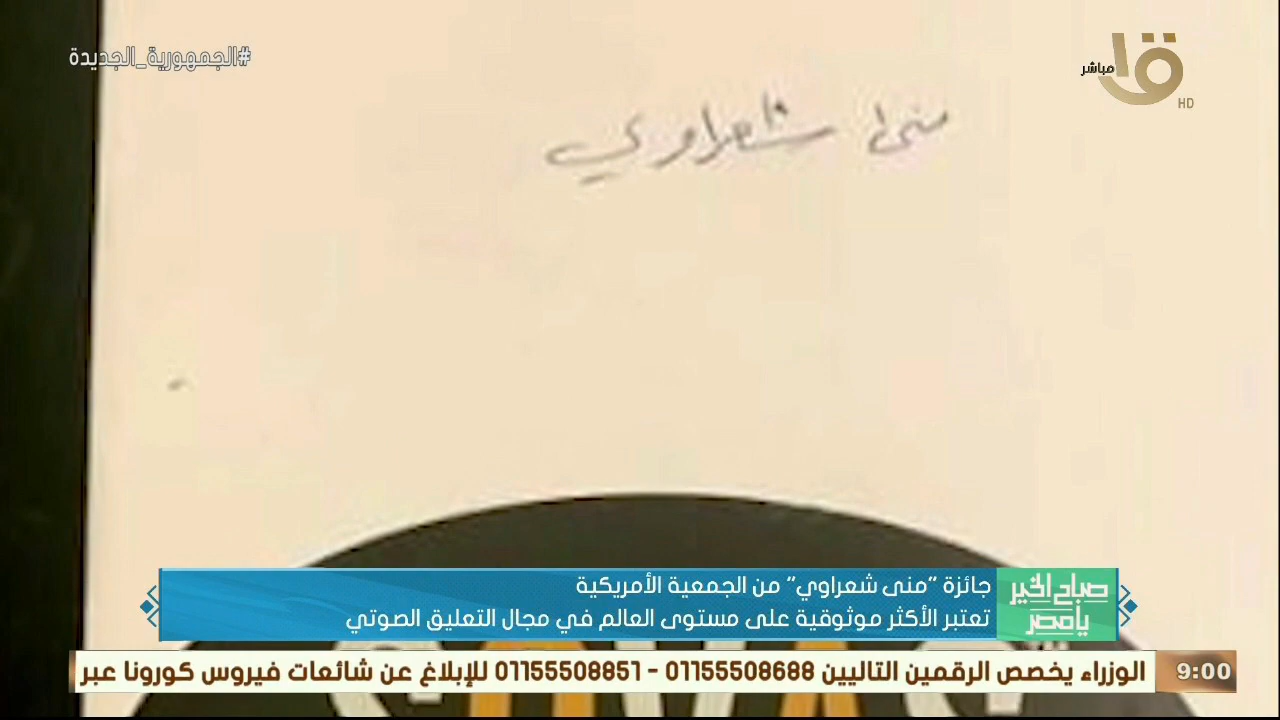 #الجمهورية_الجديدة
مباشر
HD
منى شعراوي
صباح الخير
يا مصر
جائزة "منى شعراوي" من الجمعية الأمريكية
تعتبر الأكثر موثوقية على مستوى العالم في مجال التعليق الصوتي
9:00
الوزراء يخصص الرقمين التاليين 01155508688 - 01155508851 للإبلاغ عن شائعات فيروس كورونا عبر